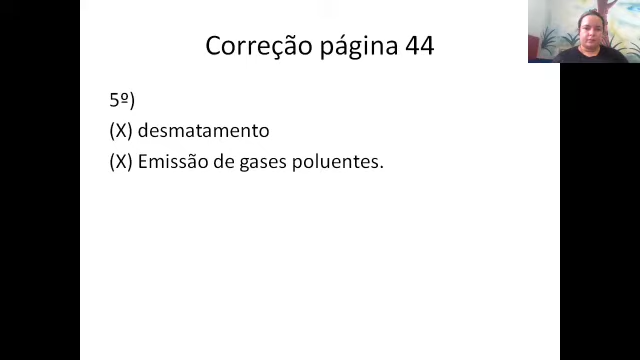 Correção página 44
5º)
(X) desmatamento
(X) Emissão de gases poluentes.